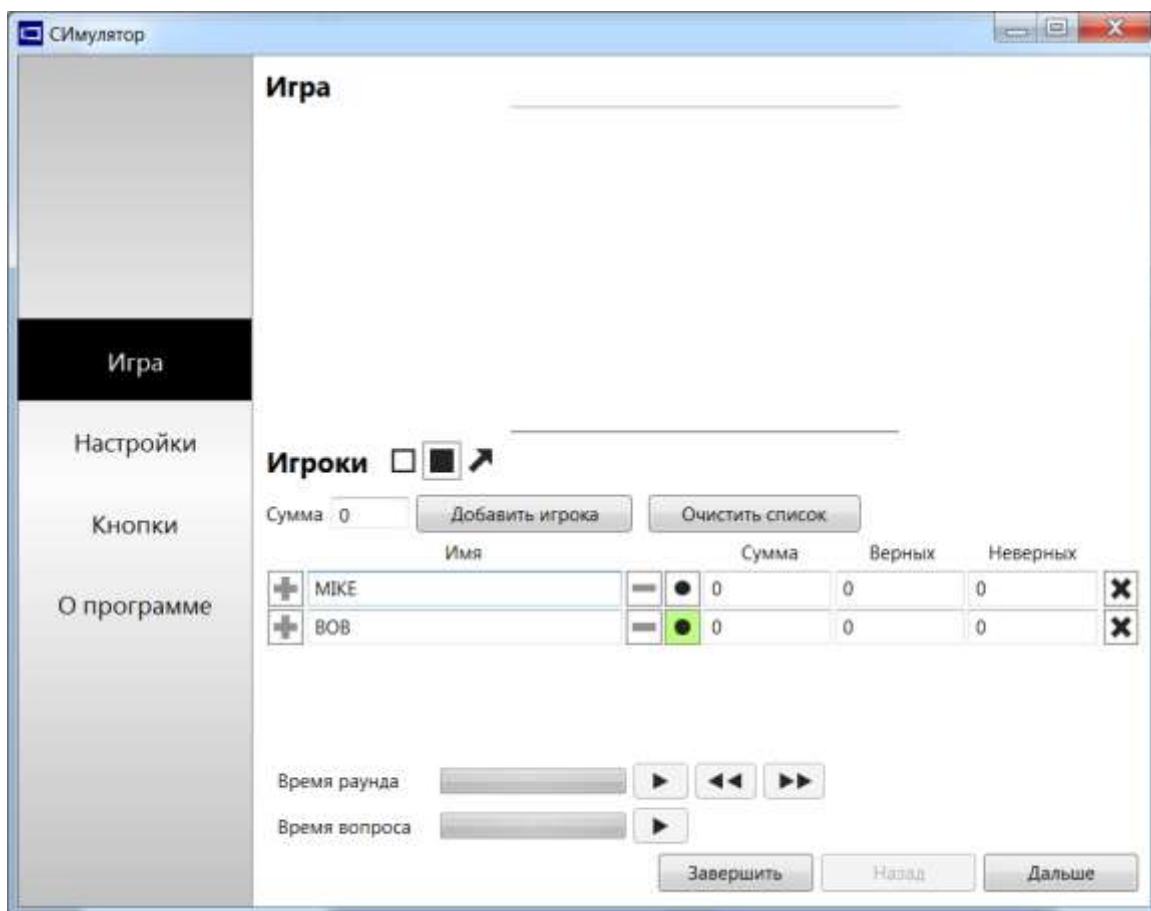 СИмулятор
Игра
Игра
Настройки
Кнопки
О программе
Игроки
Сумма 0 Добавить игрока Очистить список
Имя Сумма Верных Неверных
MIKE 0 0 0
BOB 0 0 0
Время раунда
Время вопроса
Завершить Назад Дальше